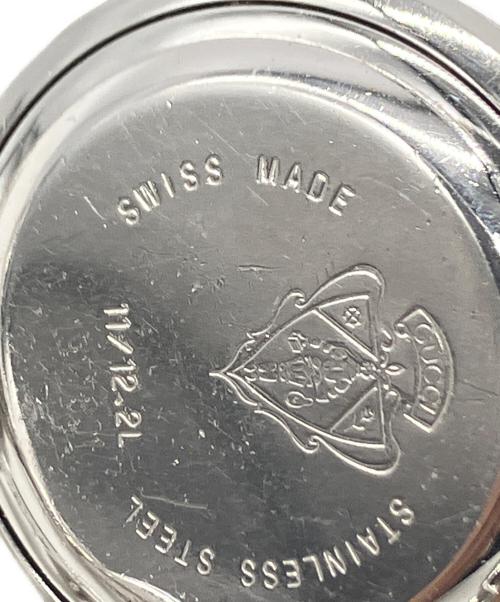 SWISS MADE
GUCCI
11/12.2L
STAINLESS STEEL